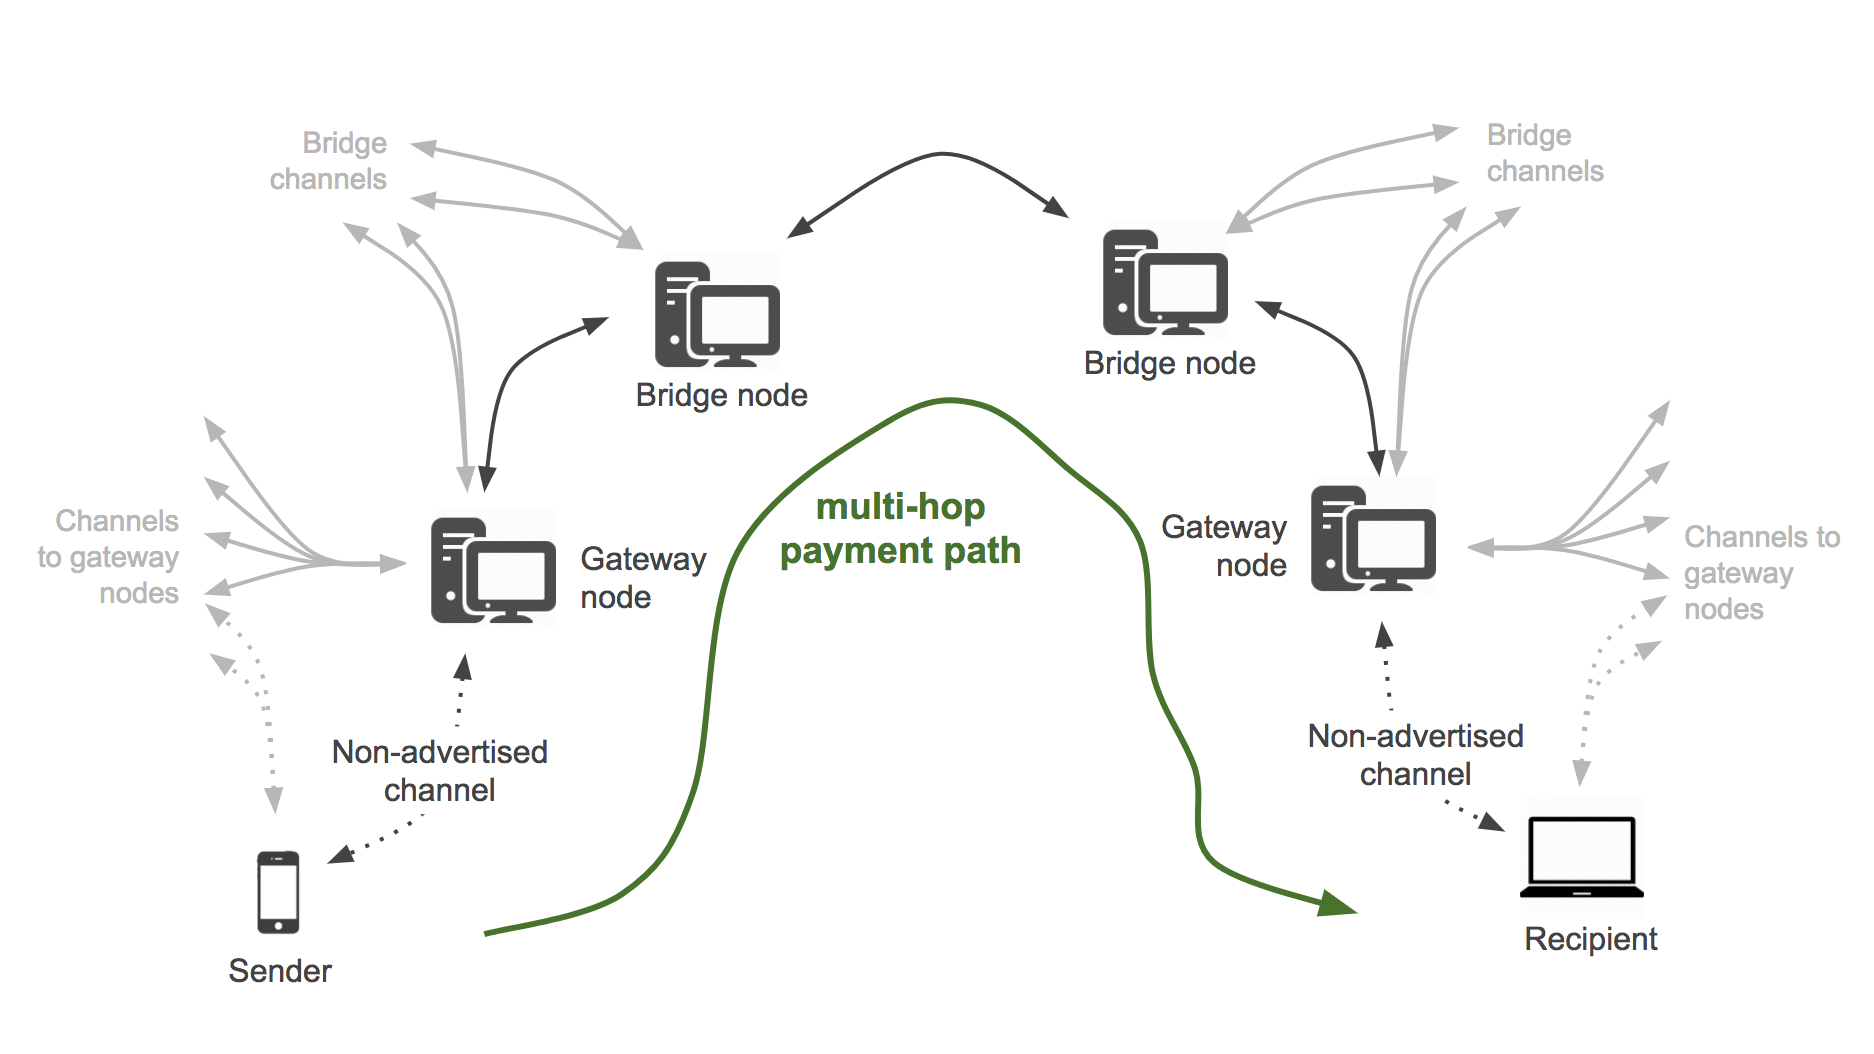 Bridge
channels
Bridge
channels
Bridge node
Bridge node
multi-hop
payment path
Gateway
node
Gateway
node
Channels
to gateway
nodes
Channels to
gateway
nodes
Non-advertised
channel
Non-advertised
channel
Sender
Recipient